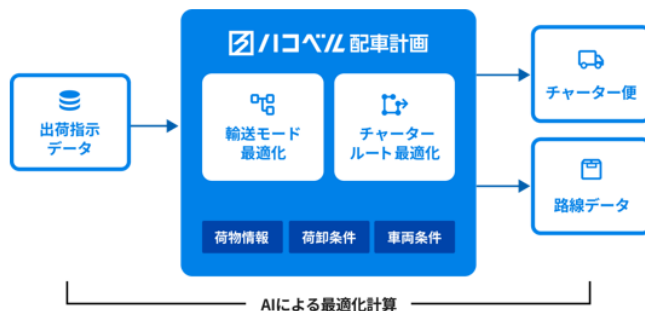 ハコベル 配車計画
出荷指示
データ
輸送モード
最適化
チャーター
ルート最適化
荷物情報
荷卸条件
車両条件
チャーター便
路線データ
AIによる最適化計算